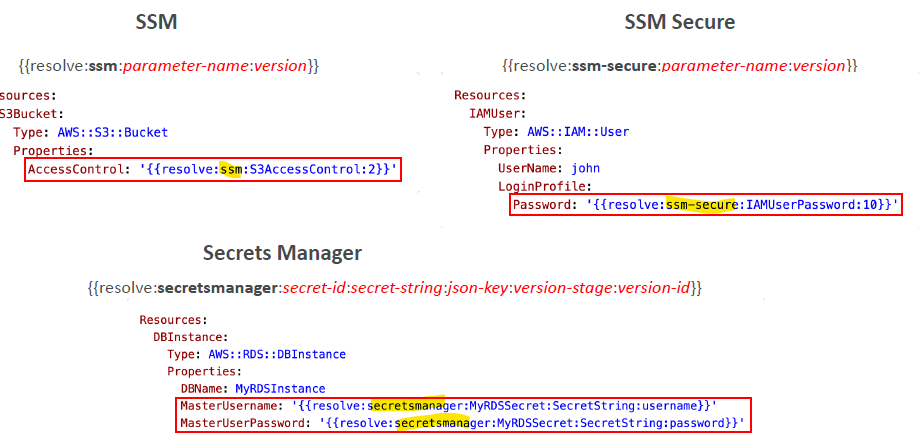 SSM
{{resolve:ssm:parameter-name:version}}
sources:
S3Bucket:
Type: AWS::S3::Bucket
Properties:
AccessControl: '{{resolve:ssm:S3AccessControl:2}}'
SSM Secure
{{resolve:ssm-secure:parameter-name:version}}
Resources:
IAMUser:
Type: AWS::IAM::User
Properties:
UserName: john
LoginProfile:
Password: '{{resolve:ssm-secure:IAMUserPassword:10}}'
Secrets Manager
{{resolve:secretsmanager:secret-id:secret-string:json-key:version-stage:version-id}}
Resources:
DBInstance:
Type: AWS::RDS::DBInstance
Properties:
DBName: MyRDSInstance
MasterUsername: '{{resolve:secretsmanager:MyRDSSecret:SecretString:username}}'
MasterUserPassword: '{{resolve:secretsmanager:MyRDSSecret:SecretString:password}}'